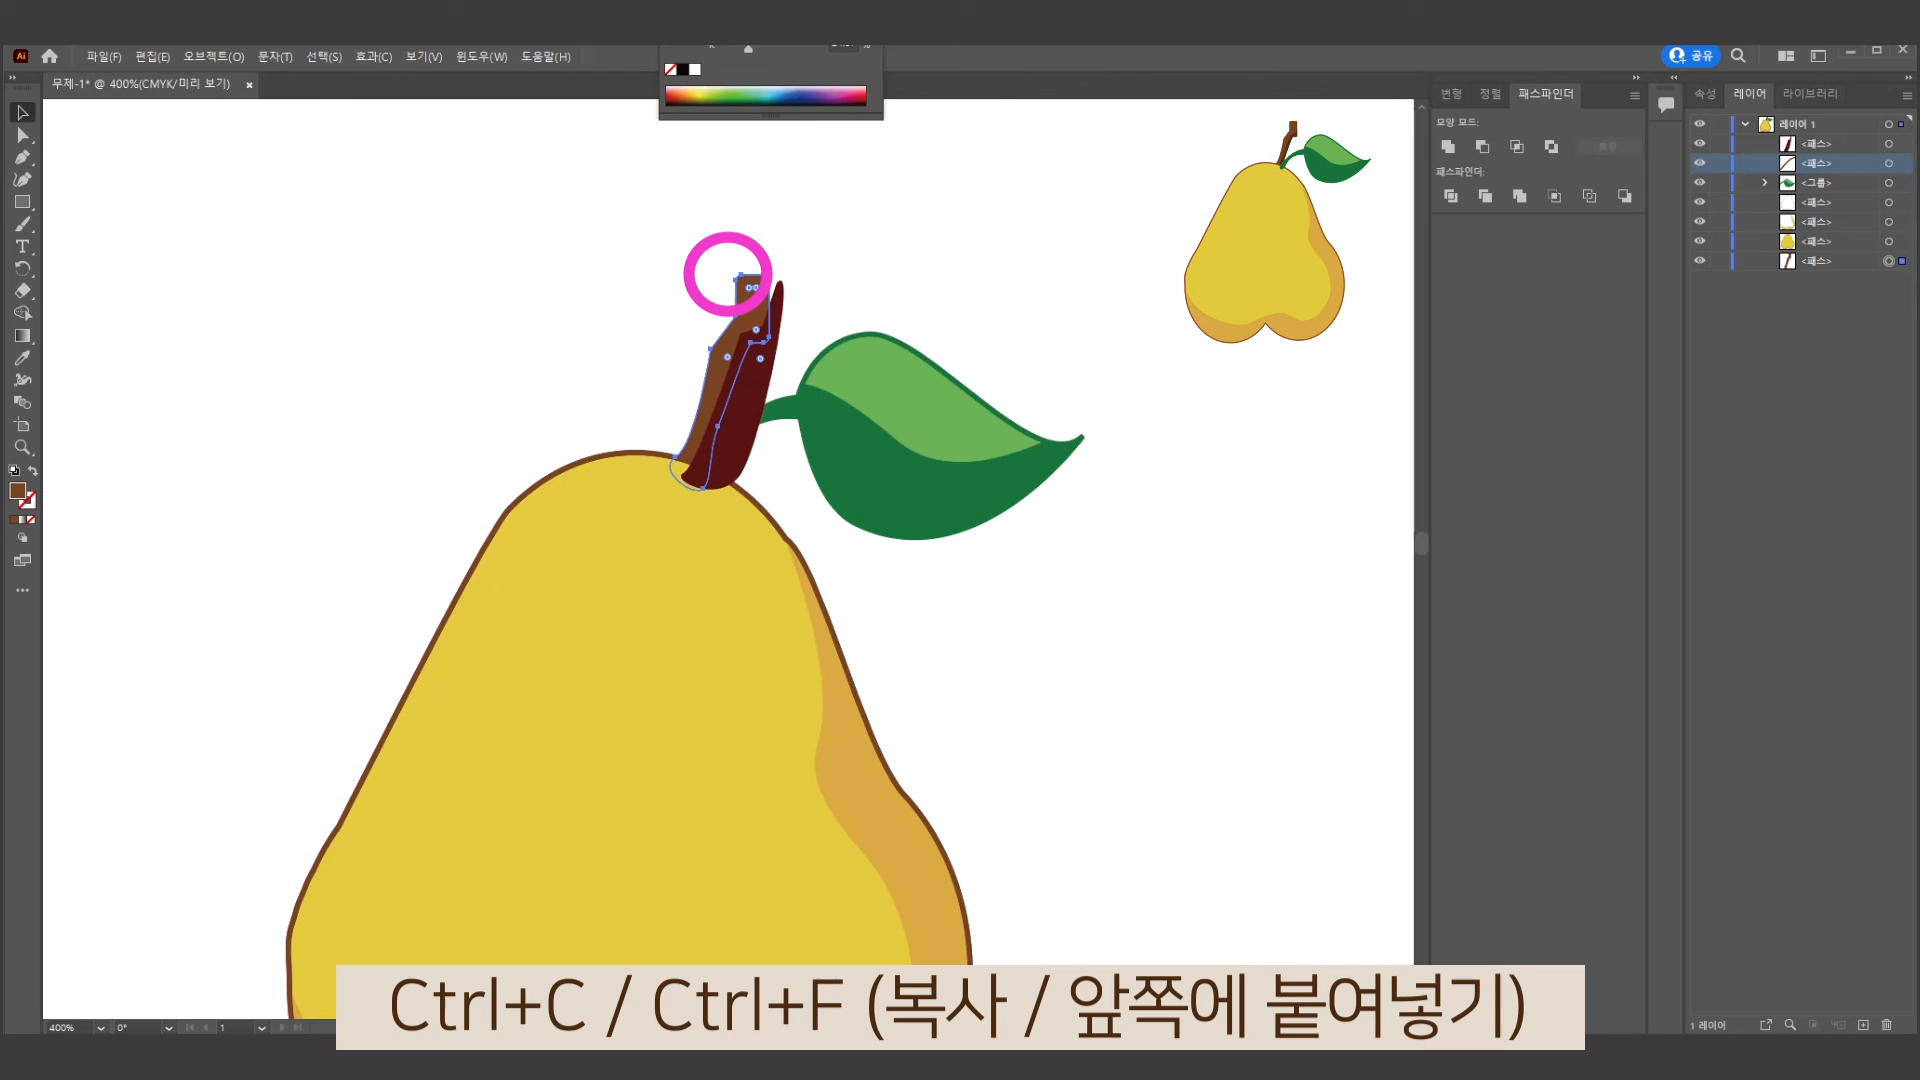 Ai 파일(F) 편집(E) 오브젝트(O) 문자(T) 선택(S) 효과(C) 보기(V) 윈도우(W) 도움말(H) 공유
무제-1* @ 400%(CMYK/미리 보기)
변형 정렬 패스파인더
모양 모드:
패스파인더:
속성 레이어 라이브러리
레이어 1
<패스>
<패스>
<그룹>
<패스>
<패스>
<패스>
<패스>
Ctrl+C / Ctrl+F (복사 / 앞쪽에 붙여넣기)
400% 0° 1
1 레이어